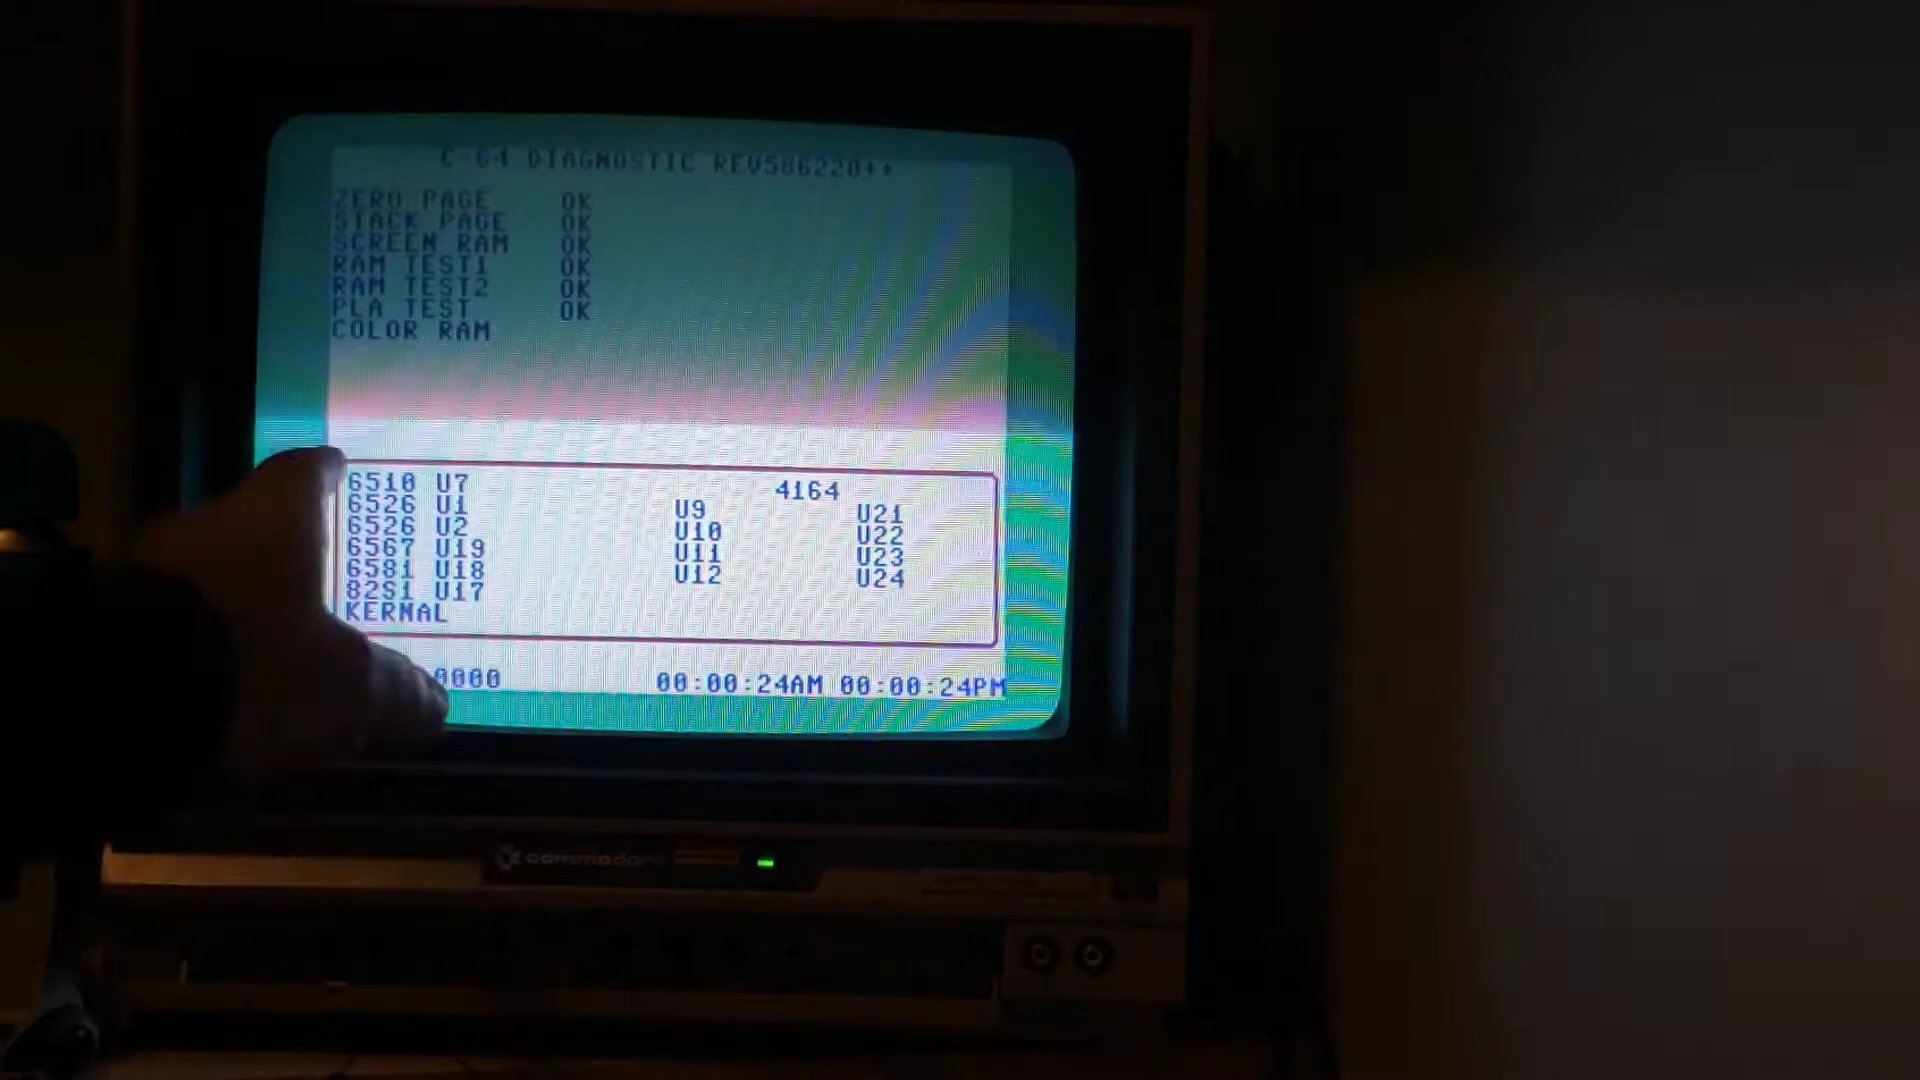 C-64 DIAGNOSTIC REV586220++
ZERO PAGE OK
STACK PAGE OK
SCREEN RAM OK
RAM TEST1 OK
RAM TEST2 OK
PLA TEST OK
COLOR RAM
6510 U7 4164
6526 U1 U9 U21
6526 U2 U10 U22
6567 U19 U11 U23
6581 U18 U12 U24
82S1 U17
KERNAL
0000 00:00:24AM 00:00:24PM
commodore